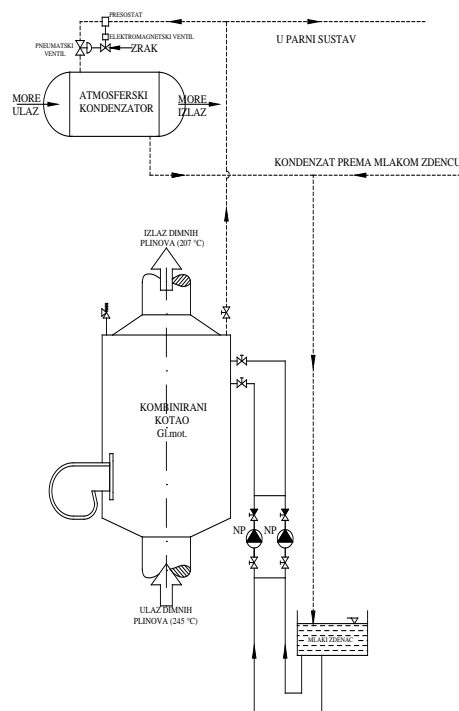 PRESOSTAT
U PARNI SUSTAV
ELEKTROMAGNETSKI VENTIL
PNEUMATSKI
VENTIL
ZRAK
MORE
ULAZ
ATMOSFERSKI
KONDENZATOR
MORE
IZLAZ
KONDENZAT PREMA MLAKOM ZDENCU
IZLAZ DIMNIH
PLINOVA (207 °C)
KOMBINIRANI
KOTAO
Gl.mot.
NP
NP
ULAZ DIMNIH
PLINOVA (245 °C)
MLAKI ZDENAC